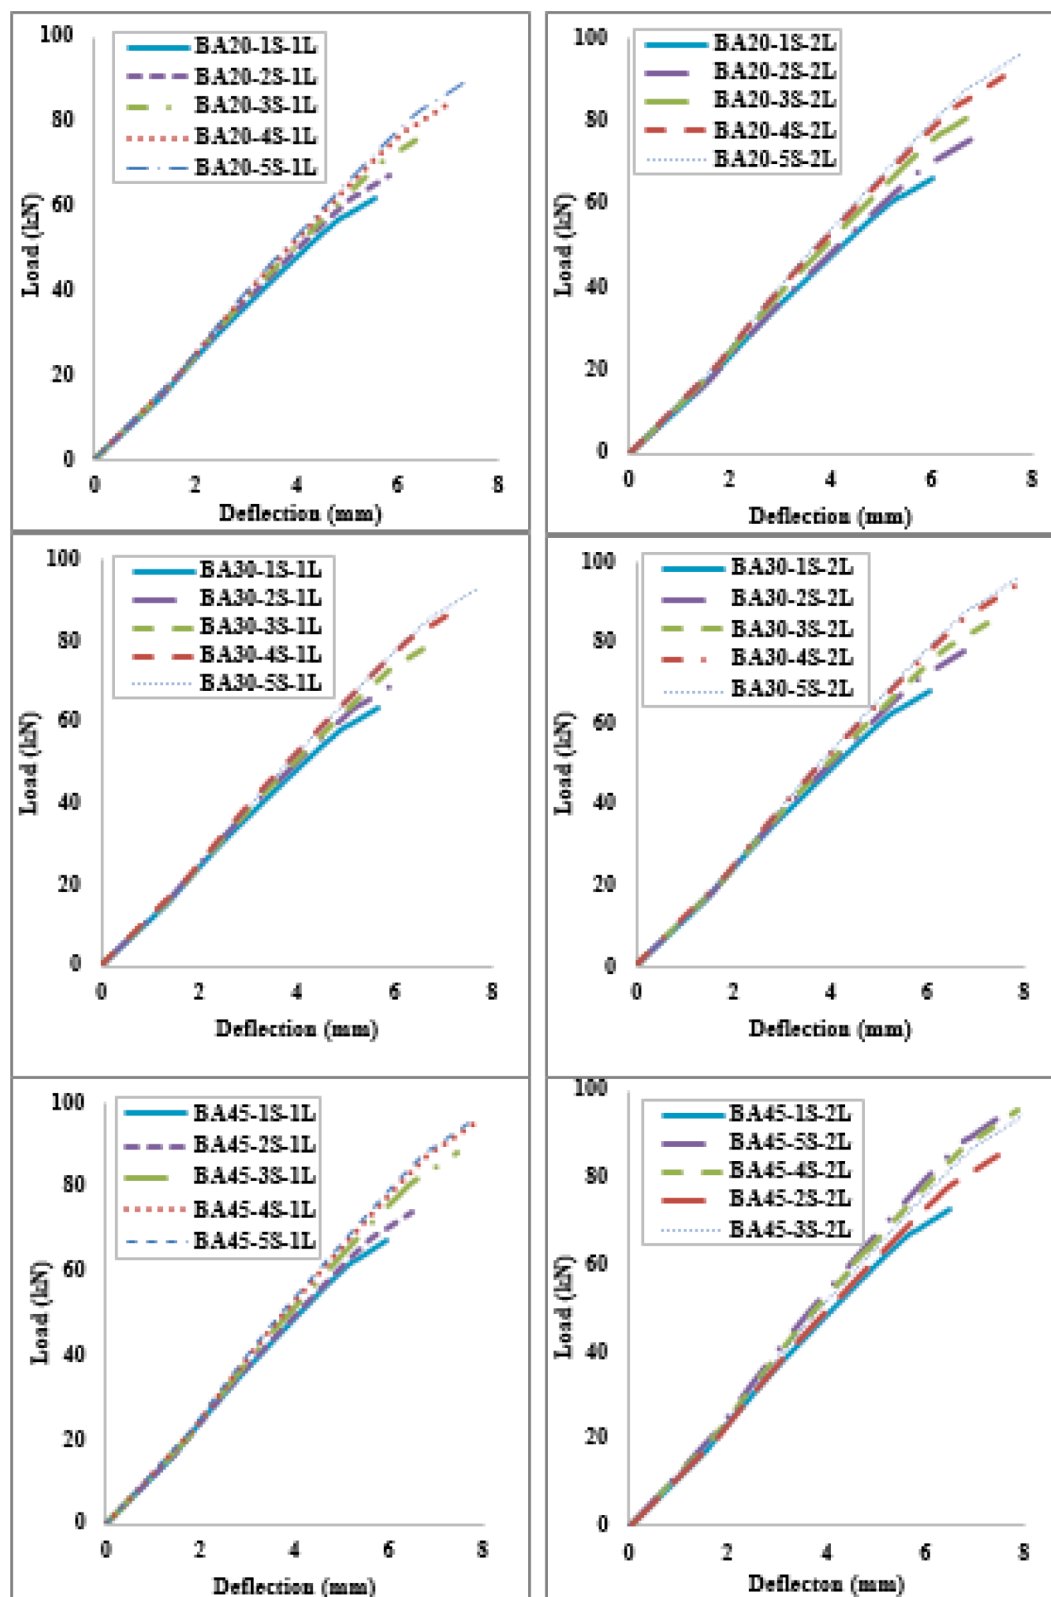 100
80
60
40
20
0
Load (kN)
BA20-1S-1L
BA20-2S-1L
BA20-3S-1L
BA20-4S-1L
BA20-5S-1L
0 2 4 6 8
Deflection (mm)
100
80
60
40
20
0
Load (kN)
BA20-1S-2L
BA20-2S-2L
BA20-3S-2L
BA20-4S-2L
BA20-5S-2L
0 2 4 6 8
Deflection (mm)
100
80
60
40
20
0
Load (kN)
BA30-1S-1L
BA30-2S-1L
BA30-3S-1L
BA30-4S-1L
BA30-5S-1L
0 2 4 6 8
Deflection (mm)
100
80
60
40
20
0
Load (kN)
BA30-1S-2L
BA30-2S-2L
BA30-3S-2L
BA30-4S-2L
BA30-5S-2L
0 2 4 6 8
Deflection (mm)
100
80
60
40
20
0
Load (kN)
BA45-1S-1L
BA45-2S-1L
BA45-3S-1L
BA45-4S-1L
BA45-5S-1L
0 2 4 6 8
Deflection (mm)
100
80
60
40
20
0
Load (kN)
BA45-1S-2L
BA45-5S-2L
BA45-4S-2L
BA45-2S-2L
BA45-3S-2L
0 2 4 6 8
Deflecton (mm)